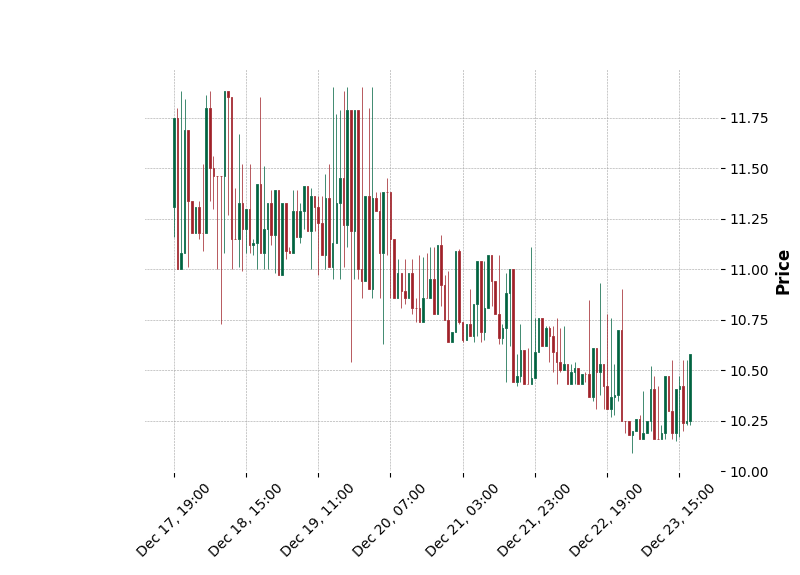 11.75
11.50
11.25
11.00
10.75
10.50
10.25
10.00
Price
Dec 17, 19:00
Dec 18, 15:00
Dec 19, 11:00
Dec 20, 07:00
Dec 21, 03:00
Dec 21, 23:00
Dec 22, 19:00
Dec 23, 15:00